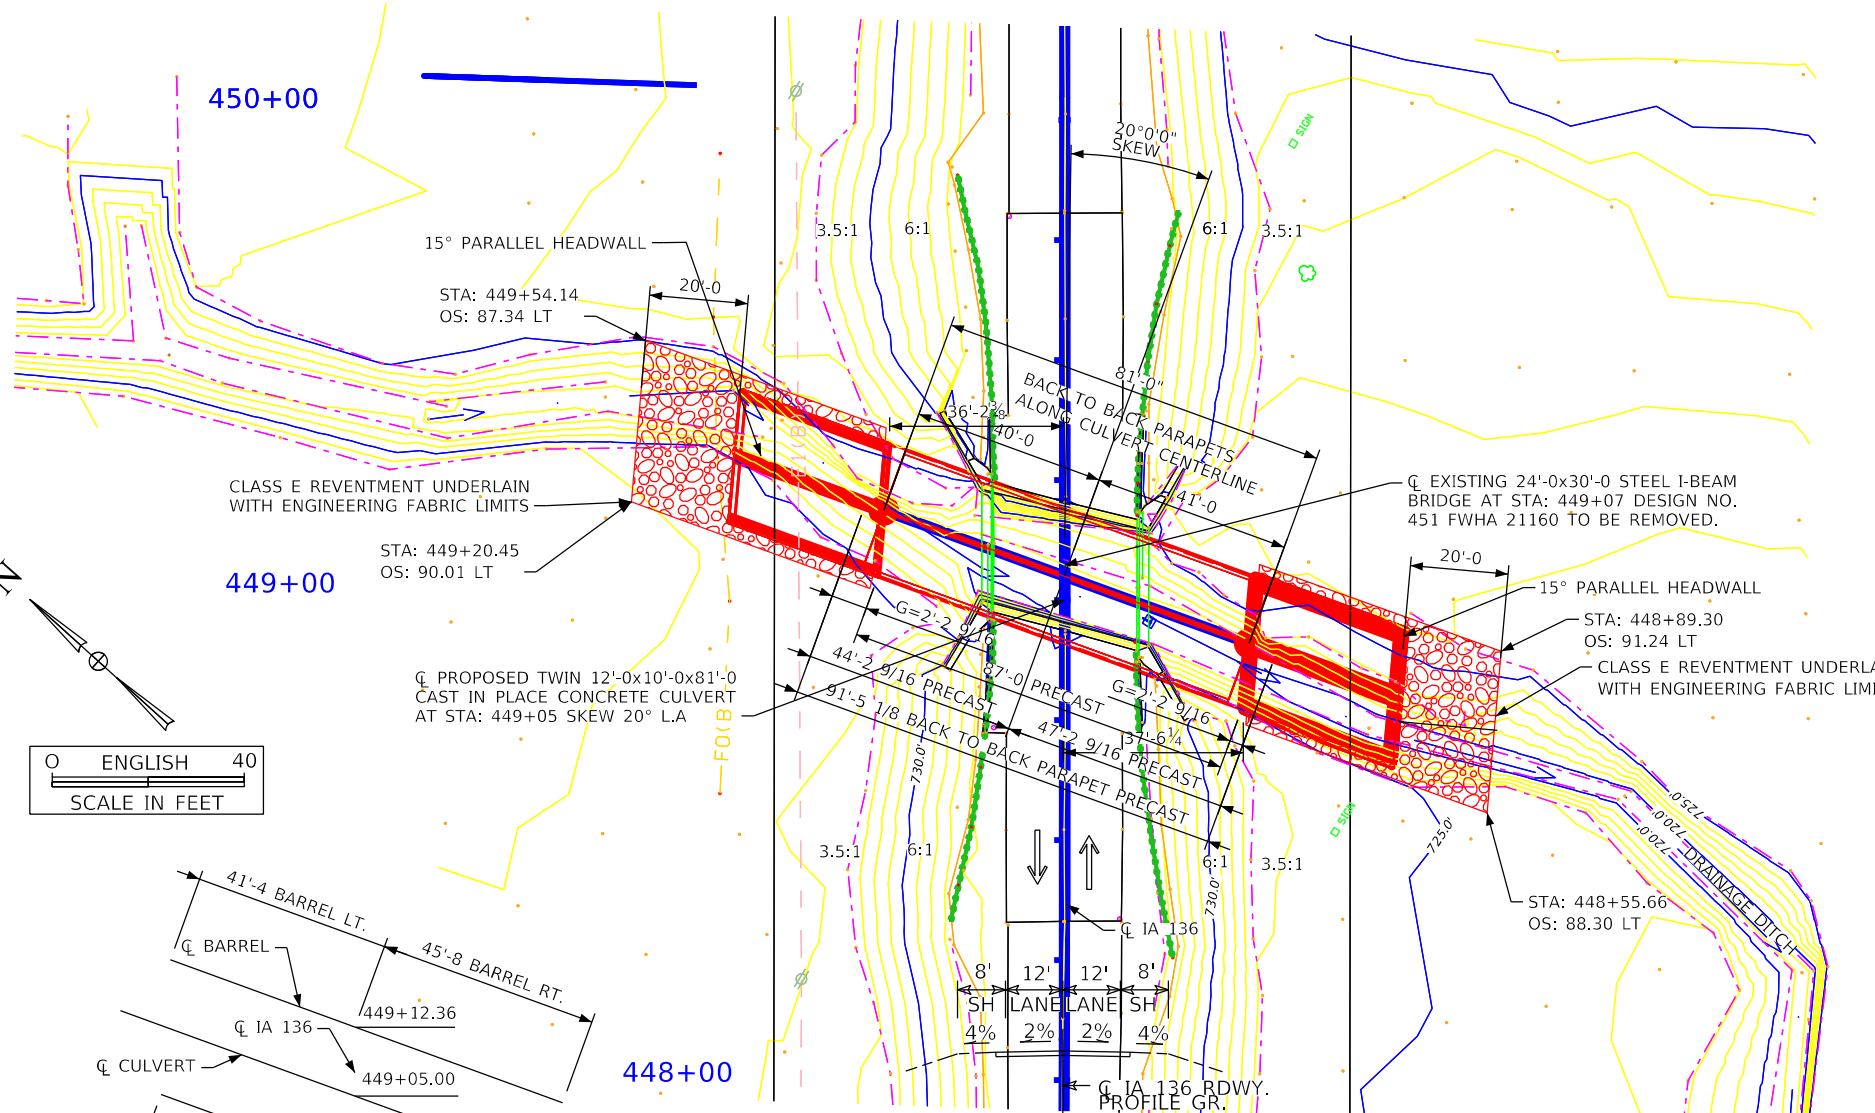 450+00
20°0'0"
SKEW
SIGN
3.5:1
6:1
6:1
3.5:1
15° PARALLEL HEADWALL
STA: 449+54.14
OS: 87.34 LT
20'-0
81'-0"
BACK TO BACK PARAPETS
ALONG CULVERT CENTERLINE
36'-2⅜
40'-0
41'-0
CLASS E REVENTMENT UNDERLAIN
WITH ENGINEERING FABRIC LIMITS
℄ EXISTING 24'-0x30'-0 STEEL I-BEAM
BRIDGE AT STA: 449+07 DESIGN NO.
451 FWHA 21160 TO BE REMOVED.
STA: 449+20.45
OS: 90.01 LT
449+00
N
20'-0
15° PARALLEL HEADWALL
STA: 448+89.30
OS: 91.24 LT
CLASS E REVENTMENT UNDERLA
WITH ENGINEERING FABRIC LIMI
G=2'-2 9/16
44'-2 9/16 PRECAST
87'-0 PRECAST
G=2'-2 9/16
47'-2 9/16 PRECAST
37'-6¼
91'-5 1/8 BACK TO BACK PARAPET PRECAST
℄ PROPOSED TWIN 12'-0x10'-0x81'-0
CAST IN PLACE CONCRETE CULVERT
AT STA: 449+05 SKEW 20° L.A
FO(B
730.0'
O ENGLISH 40
SCALE IN FEET
SIGN
3.5:1
6:1
6:1
3.5:1
730.0'
725.0'
725.0'
720.0'
720.0'
DRAINAGE DITCH
STA: 448+55.66
OS: 88.30 LT
℄ IA 136
41'-4 BARREL LT.
℄ BARREL
45'-8 BARREL RT.
449+12.36
℄ IA 136
℄ CULVERT
449+05.00
448+00
8' 12' 12' 8'
SH LANE LANE SH
4% 2% 2% 4%
℄ IA 136 RDWY.
PROFILE GR.